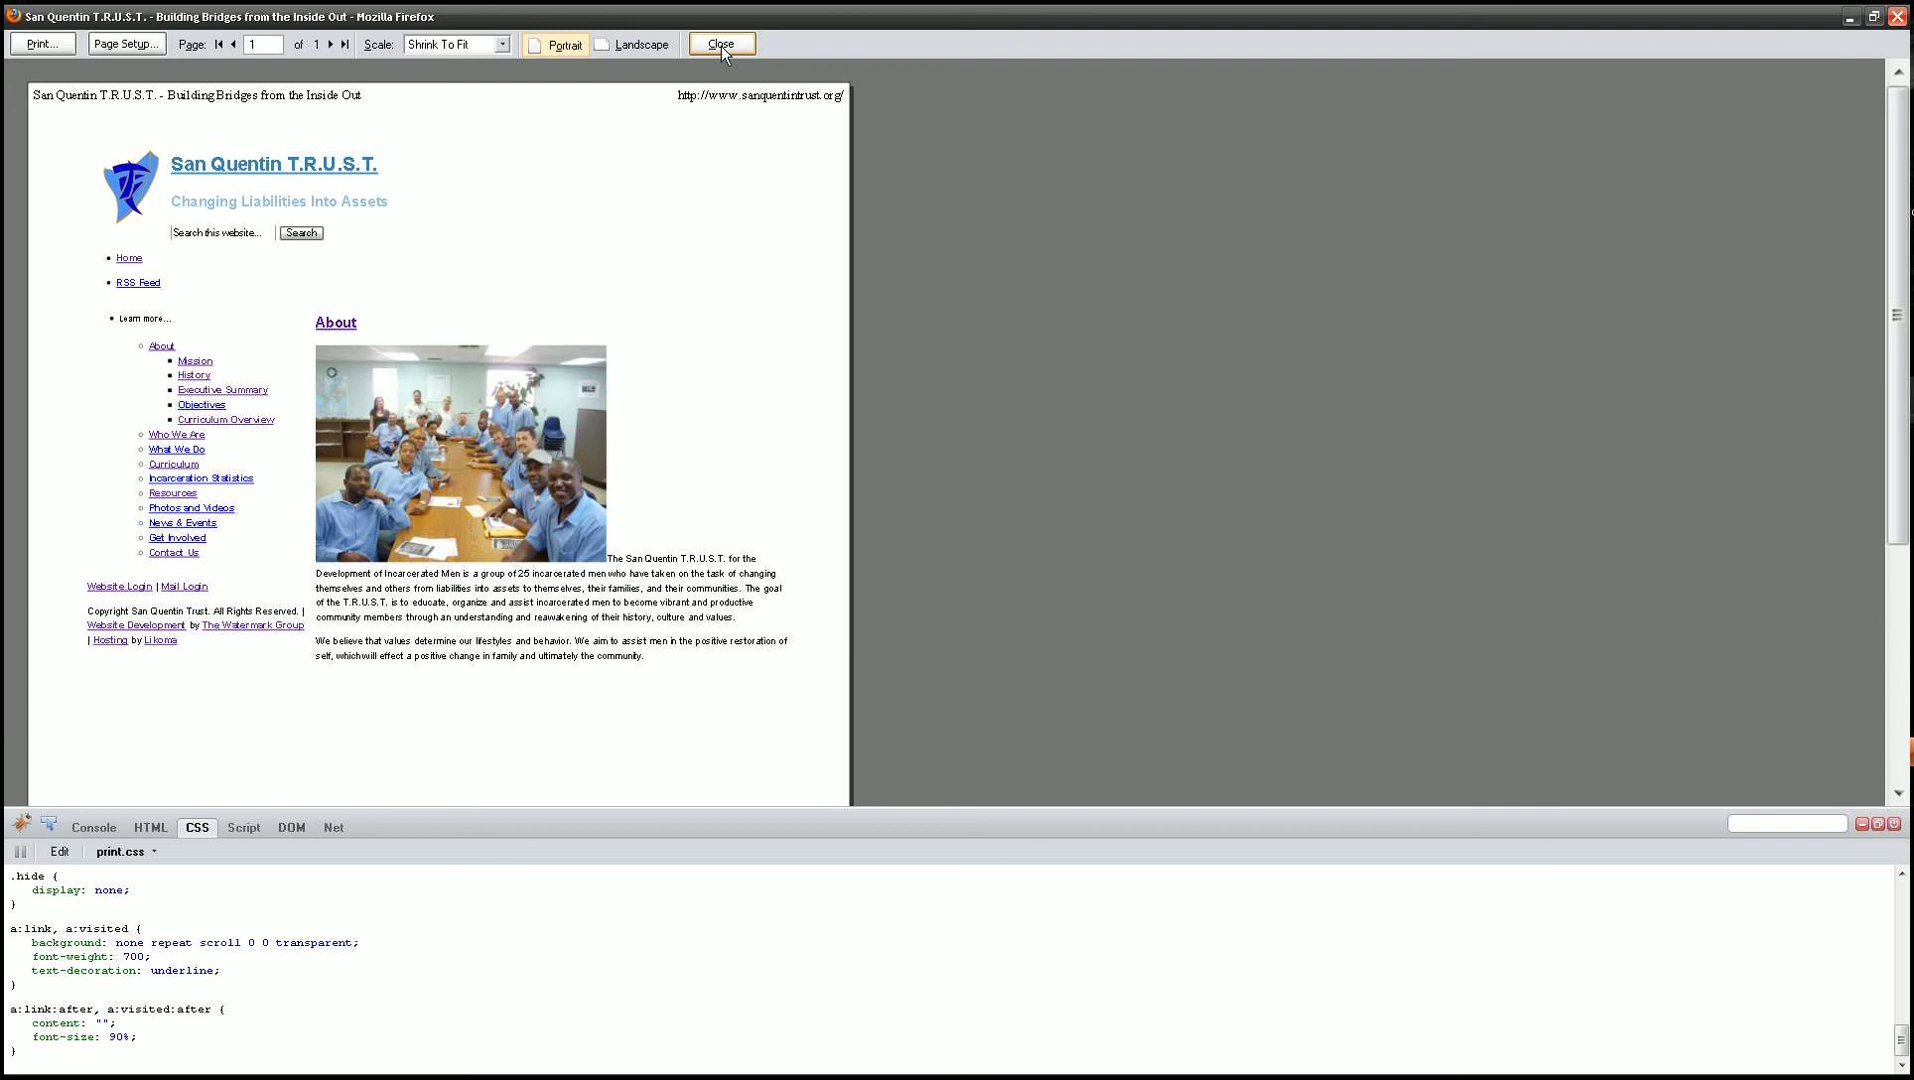 San Quentin T.R.U.S.T. - Building Bridges from the Inside Out - Mozilla Firefox
Print... Page Setup... Page: 1 of 1 Scale: Shrink To Fit Portrait Landscape Close
San Quentin T.R.U.S.T. - Building Bridges from the Inside Out http://www.sanquentintrust.org/
San Quentin T.R.U.S.T.
Changing Liabilities Into Assets
Search this website... Search
Home
RSS Feed
Learn more...
About
Mission
History
Executive Summary
Objectives
Curriculum Overview
Who We Are
What We Do
Curriculum
Incarceration Statistics
Resources
Photos and Videos
News & Events
Get Involved
Contact Us
Website Login | Mail Login
Copyright San Quentin Trust. All Rights Reserved. |
Website Development by The Watermark Group
| Hosting by Likoma
About
The San Quentin T.R.U.S.T. for the
Development of Incarcerated Men is a group of 25 incarcerated men who have taken on the task of changing
themselves and others from liabilities into assets to themselves, their families, and their communities. The goal
of the T.R.U.S.T. is to educate, organize and assist incarcerated men to become vibrant and productive
community members through an understanding and reawakening of their history, culture and values.
We believe that values determine our lifestyles and behavior. We aim to assist men in the positive restoration of
self, which will effect a positive change in family and ultimately the community.
Console HTML CSS Script DOM Net
Edit print.css
.hide {
display: none;
}
a:link, a:visited {
background: none repeat scroll 0 0 transparent;
font-weight: 700;
text-decoration: underline;
}
a:link:after, a:visited:after {
content: "";
font-size: 90%;
}